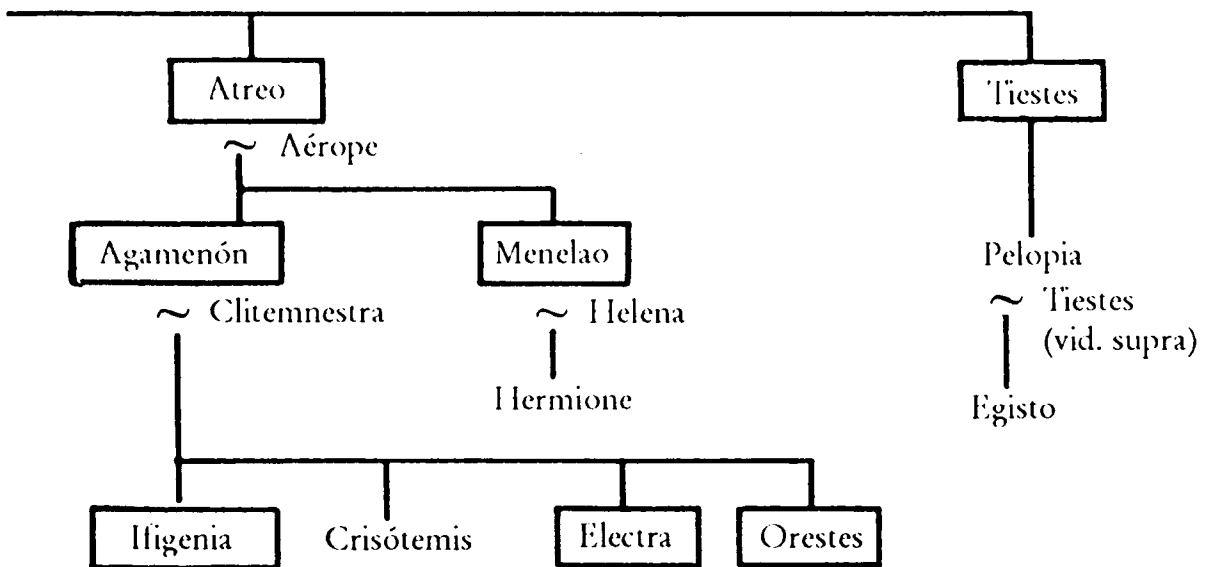 Atreo
Tiestes
~ Aérope
Agamenón
Menelao
Pelopia
~ Clitemnestra
~ Helena
~ Tiestes
(vid. supra)
Hermione
Egisto
Ifigenia
Crisótemis
Electra
Orestes